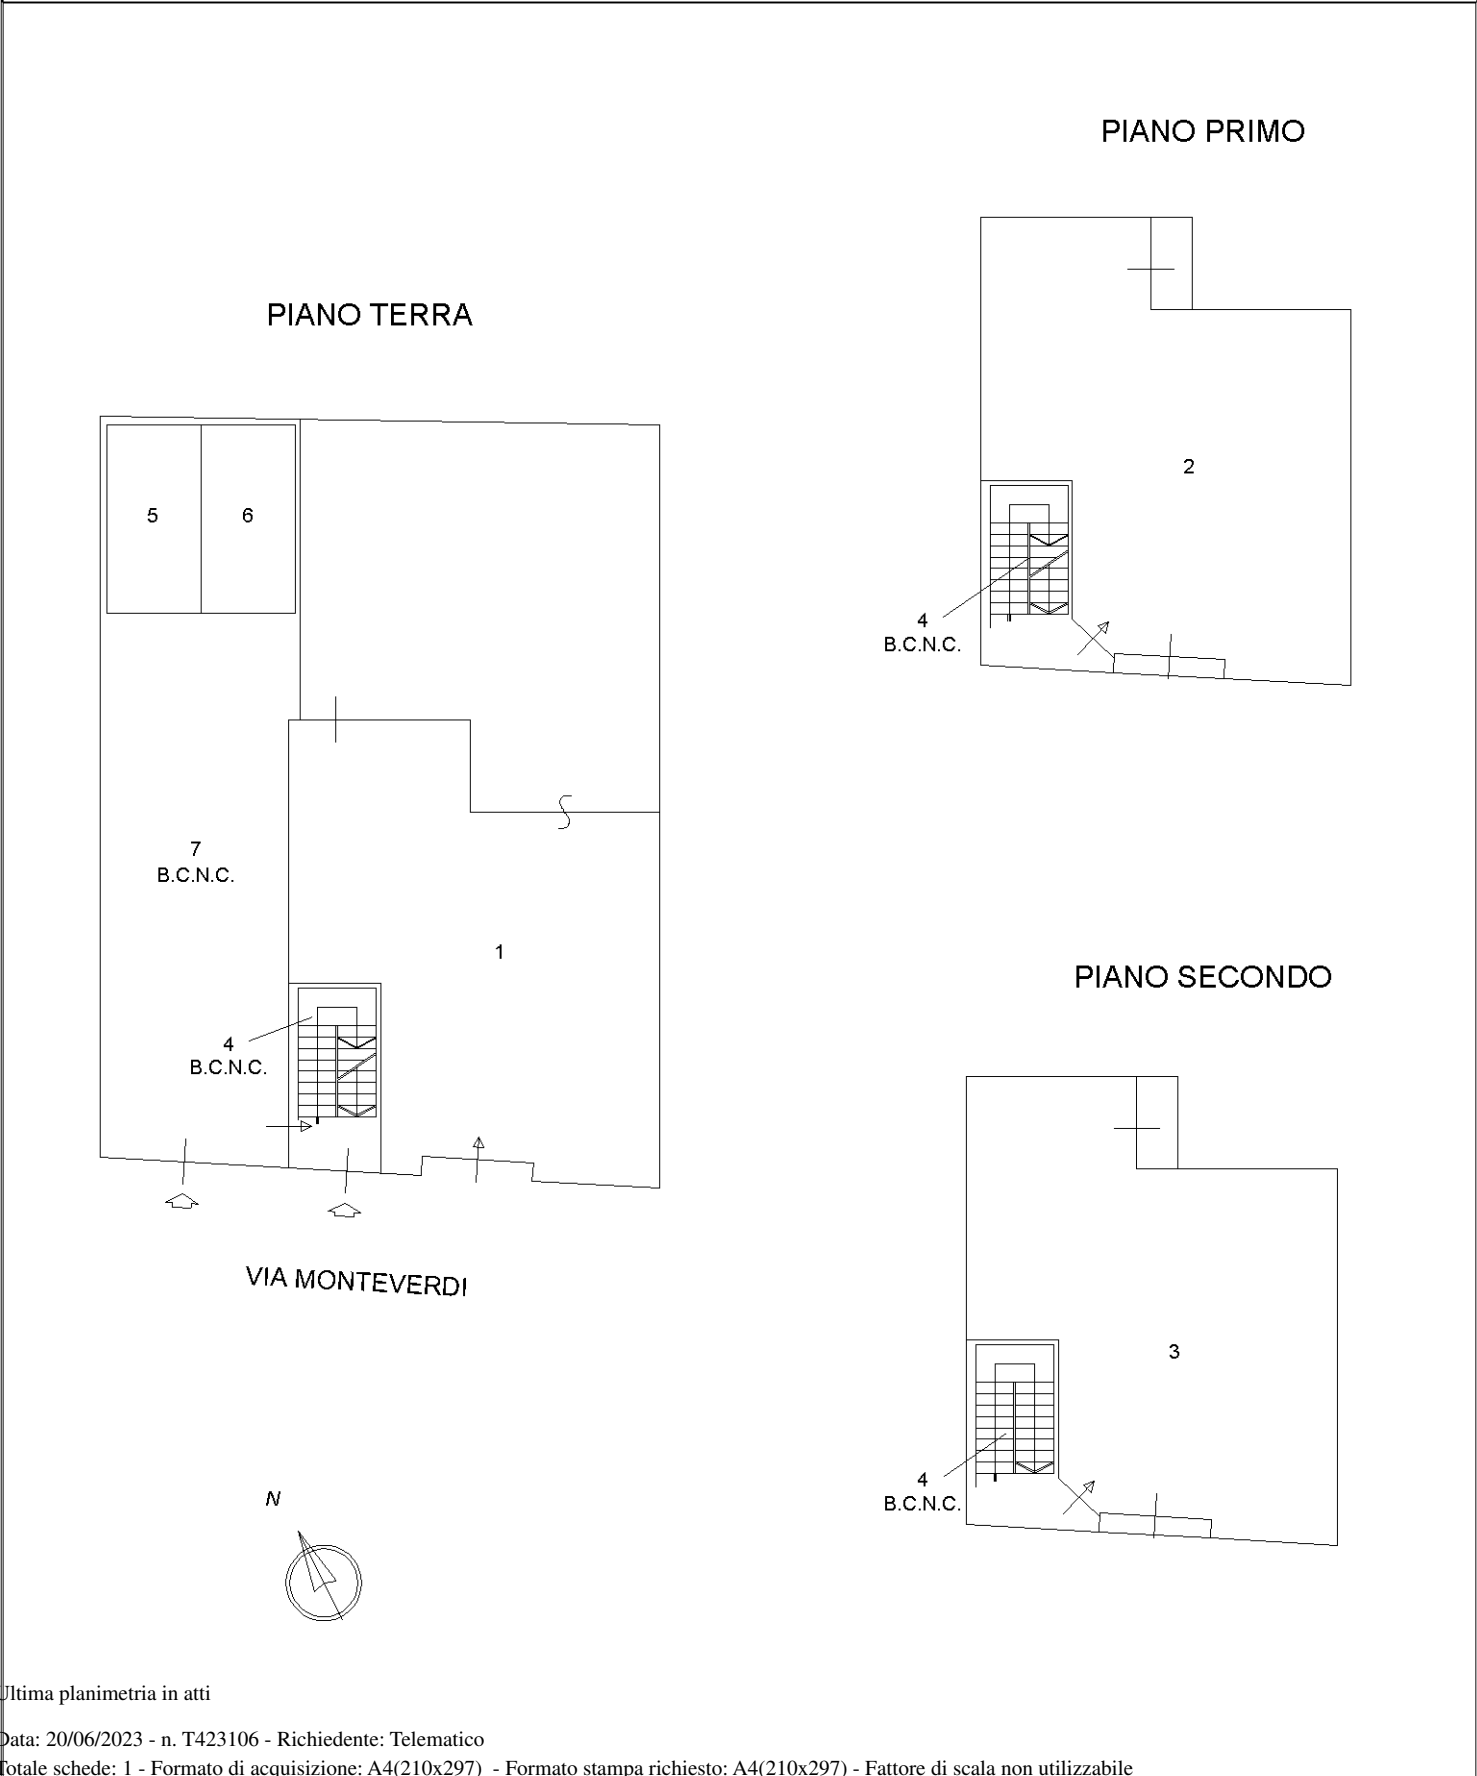 PIANO PRIMO
PIANO TERRA
2
5
6
4
B.C.N.C.
7
B.C.N.C.
1
PIANO SECONDO
4
B.C.N.C.
VIA MONTEVERDI
3
4
B.C.N.C.
N
Ultima planimetria in atti
Data: 20/06/2023 - n. T423106 - Richiedente: Telematico
Totale schede: 1 - Formato di acquisizione: A4(210x297) - Formato stampa richiesto: A4(210x297) - Fattore di scala non utilizzabile